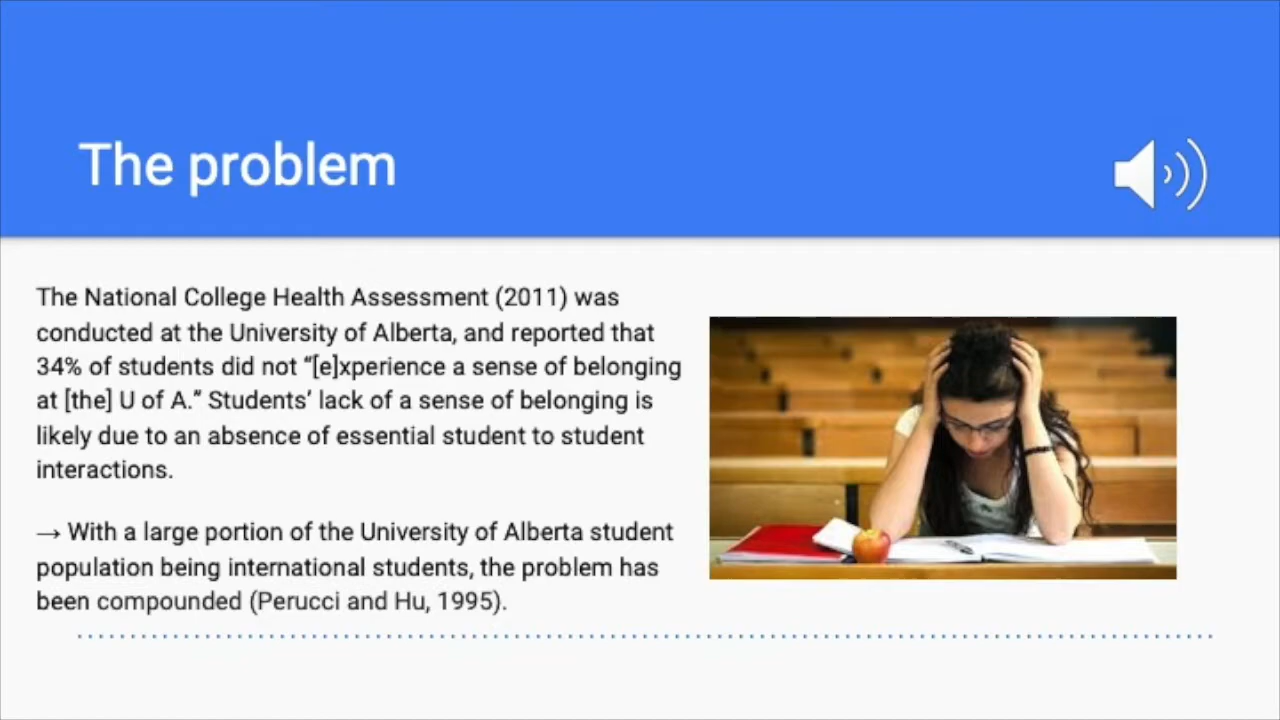 The problem
The National College Health Assessment (2011) was
conducted at the University of Alberta, and reported that
34% of students did not “[e]xperience a sense of belonging
at [the] U of A.” Students’ lack of a sense of belonging is
likely due to an absence of essential student to student
interactions.
→ With a large portion of the University of Alberta student
population being international students, the problem has
been compounded (Perucci and Hu, 1995).